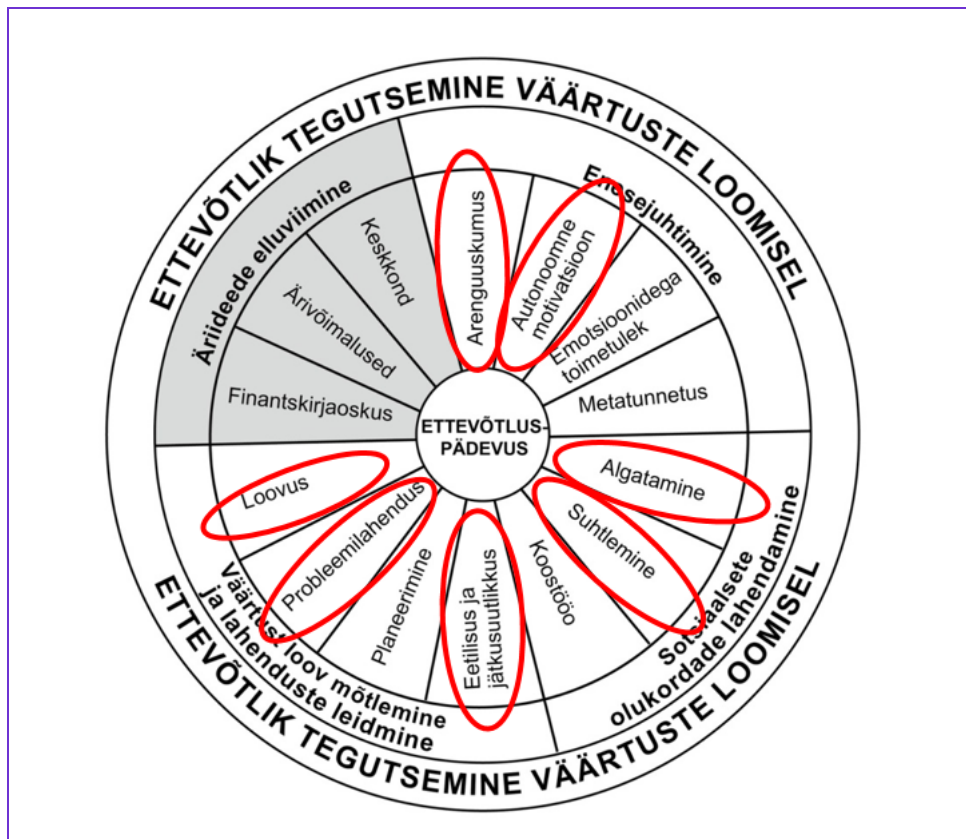 ETTEVÕTLIK TEGUTSEMINE VÄÄRTUSTE LOOMISEL
Äriideede elluviimine
Keskkond
Ärivõimalused
Finantskirjaoskus
Enesejuhtimine
Arenguuskumus
Autonoomne
motivatsioon
Emotsioonidega
toimetulek
Metatunnetus
ETTEVÕTLUS-
PÄDEVUS
Algatamine
Suhtlemine
Koostööo
Sotsiaalsete
olukordade lahendamine
Eetilisus ja
jätkusuutlikkus
Planeerimine
Probleemilahendus
Loovus
Väärtust loov mõtlemine
ja lahenduste leidmine
ETTEVÕTLIK TEGUTSEMINE VÄÄRTUSTE LOOMISEL